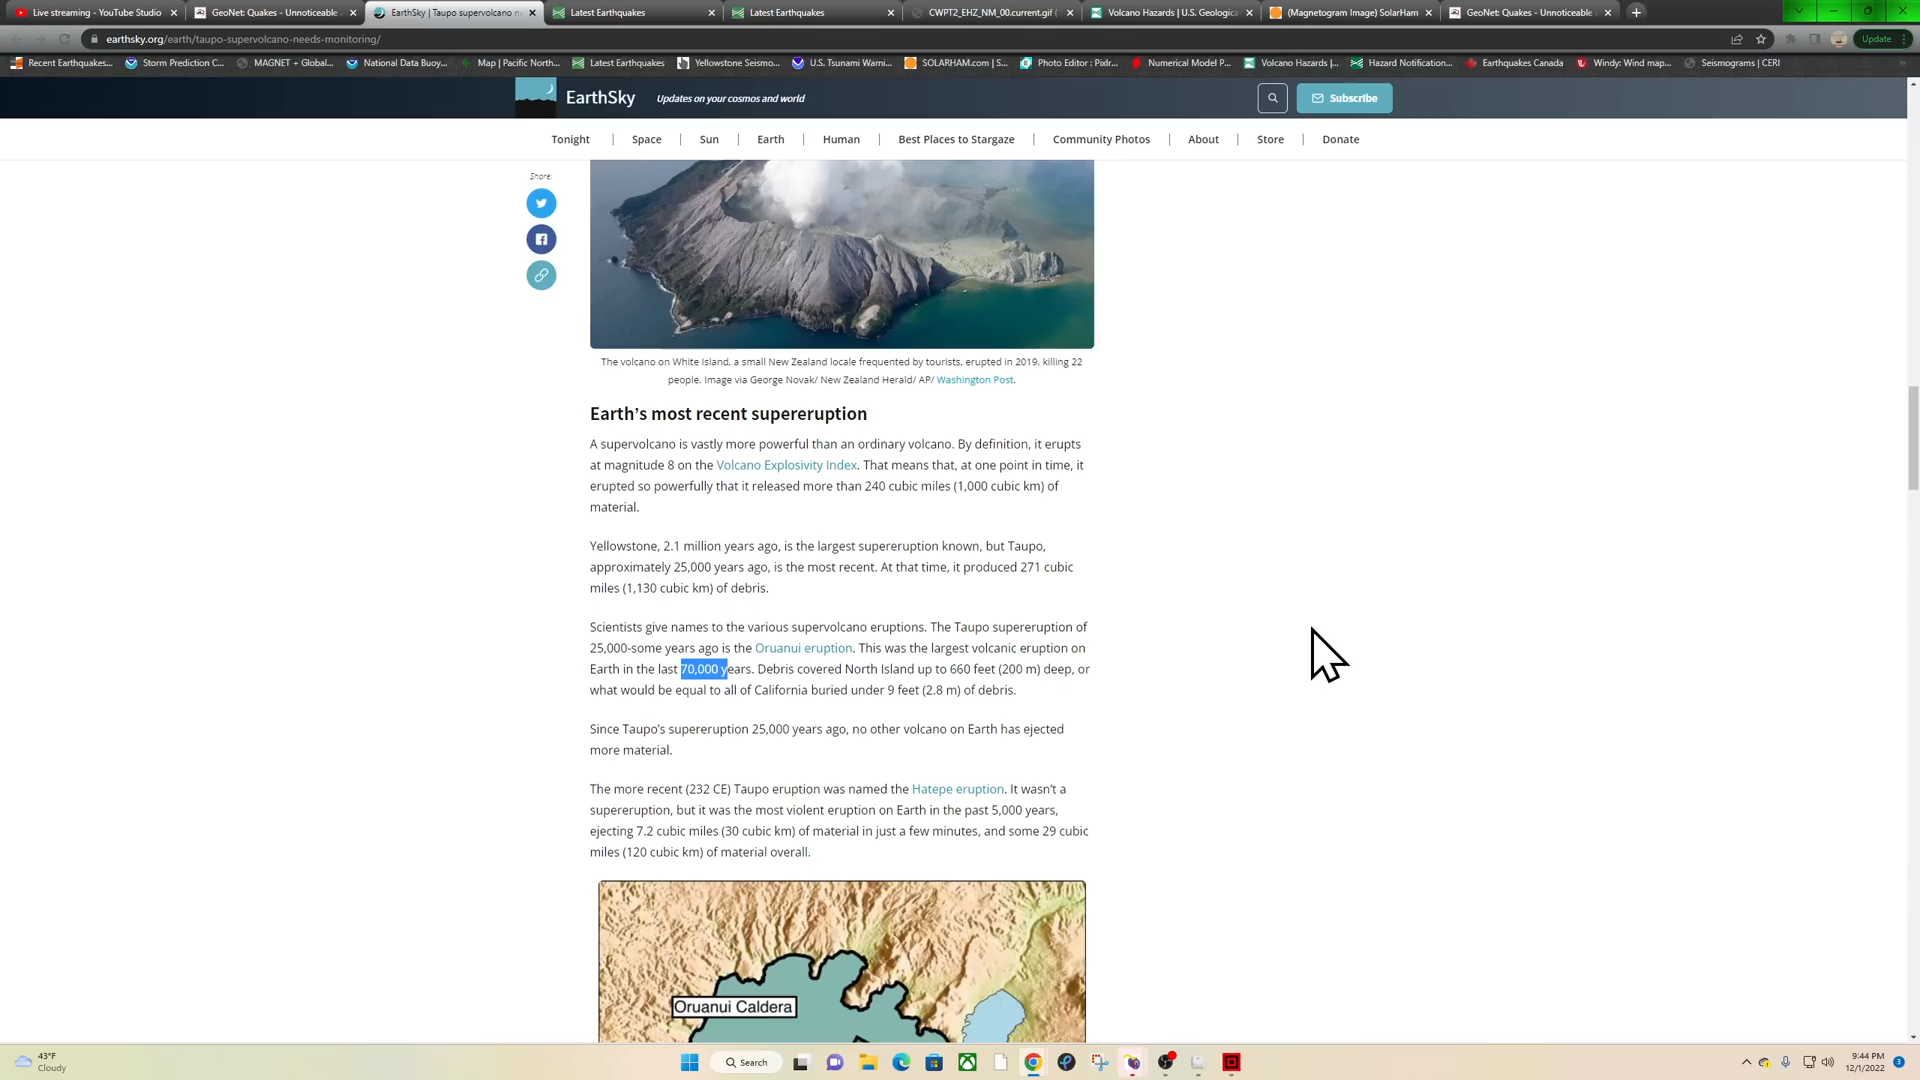 Live streaming - YouTube Studio
GeoNet: Quakes - Unnoticeable
EarthSky | Taupo supervolcano n
Latest Earthquakes
Latest Earthquakes
CWPT2_EHZ_NM_00.current.gif (
Volcano Hazards | U.S. Geologica
(Magnetogram Image) SolarHam
GeoNet: Quakes - Unnoticeable
earthsky.org/earth/taupo-supervolcano-needs-monitoring/
Update
Recent Earthquakes...
Storm Prediction C...
MAGNET + Global...
National Data Buoy...
Map | Pacific North...
Latest Earthquakes
Yellowstone Seismo...
U.S. Tsunami Warni...
SOLARHAM.com | S...
Photo Editor : Pixlr...
Numerical Model P...
Volcano Hazards |...
Hazard Notification...
Earthquakes Canada
Windy: Wind map...
Seismograms | CERI
EarthSky
Updates on your cosmos and world
Subscribe
Tonight
Space
Sun
Earth
Human
Best Places to Stargaze
Community Photos
About
Store
Donate
Share:
The volcano on White Island, a small New Zealand locale frequented by tourists, erupted in 2019, killing 22
people. Image via George Novak/ New Zealand Herald/ AP/ Washington Post.
Earth's most recent supereruption
A supervolcano is vastly more powerful than an ordinary volcano. By definition, it erupts
at magnitude 8 on the Volcano Explosivity Index. That means that, at one point in time, it
erupted so powerfully that it released more than 240 cubic miles (1,000 cubic km) of
material.
Yellowstone, 2.1 million years ago, is the largest supereruption known, but Taupo,
approximately 25,000 years ago, is the most recent. At that time, it produced 271 cubic
miles (1,130 cubic km) of debris.
Scientists give names to the various supervolcano eruptions. The Taupo supereruption of
25,000-some years ago is the Oruanui eruption. This was the largest volcanic eruption on
Earth in the last 70,000 years. Debris covered North Island up to 660 feet (200 m) deep, or
what would be equal to all of California buried under 9 feet (2.8 m) of debris.
Since Taupo's supereruption 25,000 years ago, no other volcano on Earth has ejected
more material.
The more recent (232 CE) Taupo eruption was named the Hatepe eruption. It wasn't a
supereruption, but it was the most violent eruption on Earth in the past 5,000 years,
ejecting 7.2 cubic miles (30 cubic km) of material in just a few minutes, and some 29 cubic
miles (120 cubic km) of material overall.
Oruanui Caldera
43°F
Cloudy
Search
9:44 PM
12/1/2022
3